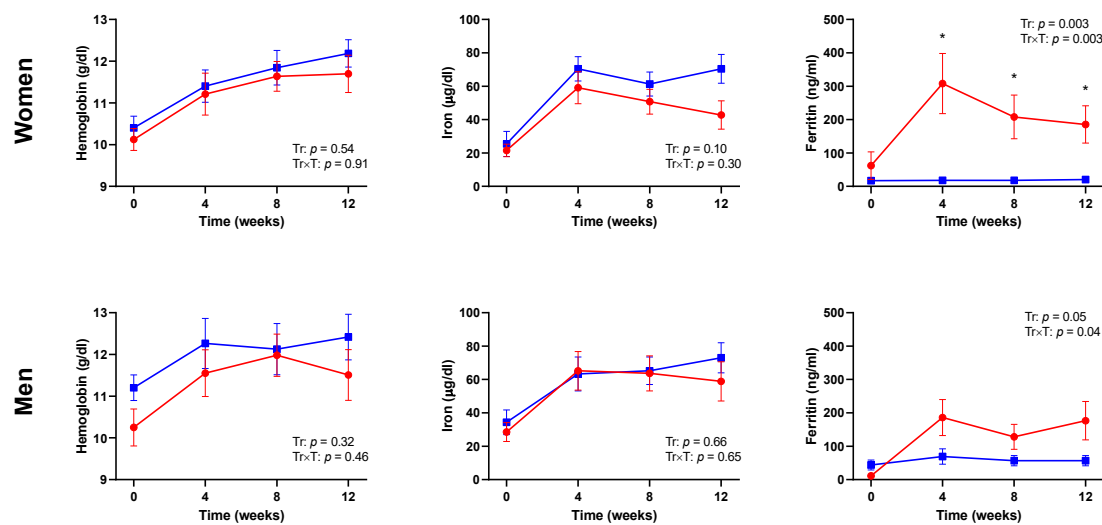 Women
Hemoglobin (g/dl)
13
12
11
10
9
0 4 8 12
Time (weeks)
Tr: p = 0.54
Tr×T: p = 0.91
Iron (µg/dl)
100
80
60
40
20
0
0 4 8 12
Time (weeks)
Tr: p = 0.10
Tr×T: p = 0.30
Ferritin (ng/ml)
500
400
300
200
100
0
0 4 8 12
Time (weeks)
Tr: p = 0.003
Tr×T: p = 0.003
*
*
*
Men
Hemoglobin (g/dl)
13
12
11
10
9
0 4 8 12
Time (weeks)
Tr: p = 0.32
Tr×T: p = 0.46
Iron (µg/dl)
100
80
60
40
20
0
0 4 8 12
Time (weeks)
Tr: p = 0.66
Tr×T: p = 0.65
Ferritin (ng/ml)
500
400
300
200
100
0
0 4 8 12
Time (weeks)
Tr: p = 0.05
Tr×T: p = 0.04